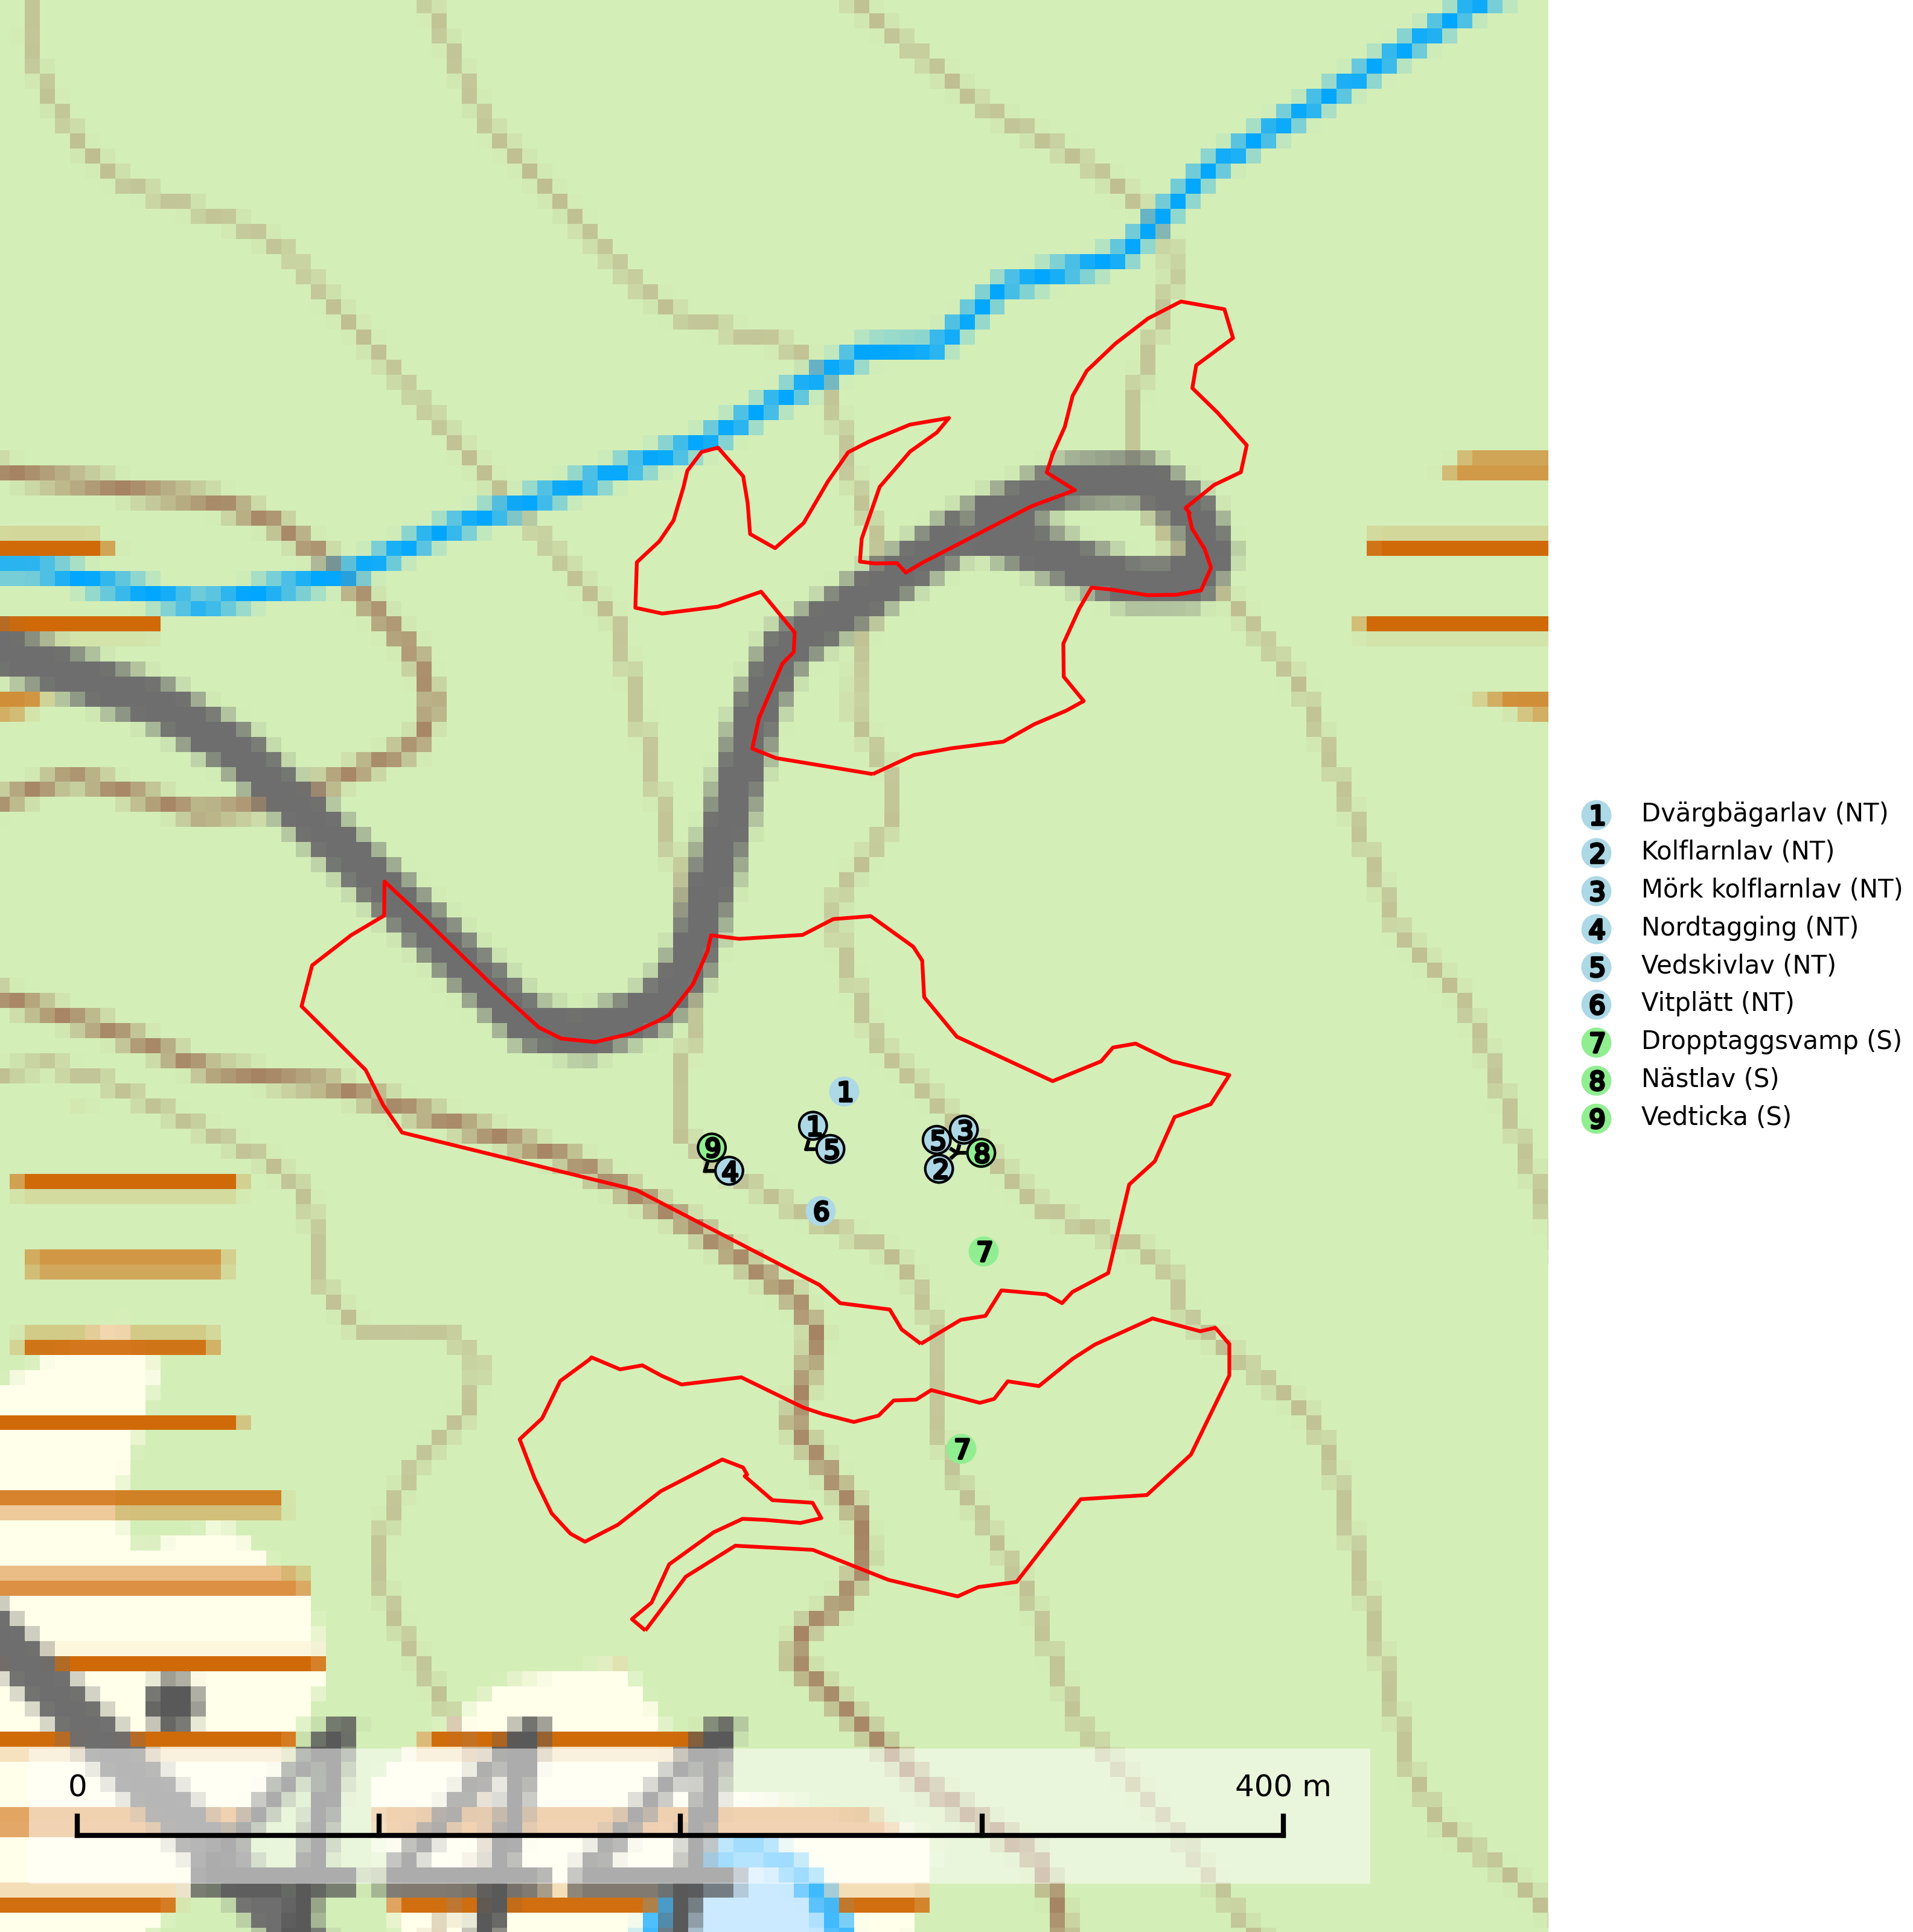 1
1
5
3
5
8
2
9
4
6
7
7
1 Dvärgbägarlav (NT)
2 Kolflarnlav (NT)
3 Mörk kolflarnlav (NT)
4 Nordtagging (NT)
5 Vedskivlav (NT)
6 Vitplätt (NT)
7 Dropptaggsvamp (S)
8 Nästlav (S)
9 Vedticka (S)
0 400 m